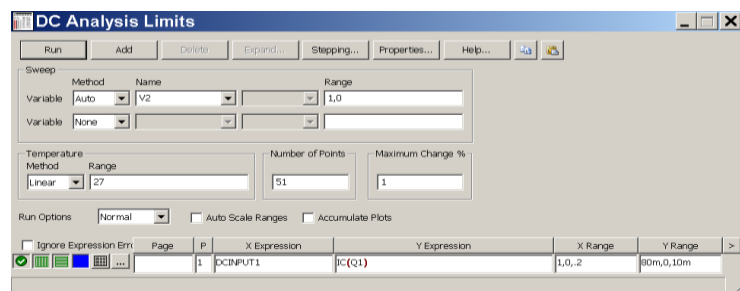 DC Analysis Limits
Run Add Delete Expand... Stepping... Properties... Help...
Sweep
Method Name Range
Variable Auto V2 1,0
Variable None
Temperature Number of Points Maximum Change %
Method Range
Linear 27 51 1
Run Options Normal Auto Scale Ranges Accumulate Plots
Ignore Expression Erro Page P X Expression Y Expression X Range Y Range >
... 1 DCINPUT1 IC(Q1) 1,0,.2 80m,0,10m